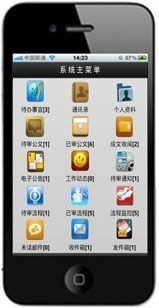 中国联通
14:23
系统主菜单
待办事宜[3]
通讯录
个人资料
待审公文[1]
已审公文[6]
成文收阅[2]
电子公告[1]
工作动态[0]
待审通知[1]
待审流程[1]
已审流程[5]
流程监控[5]
未读邮件[0]
收件箱[1]
发件箱[1]